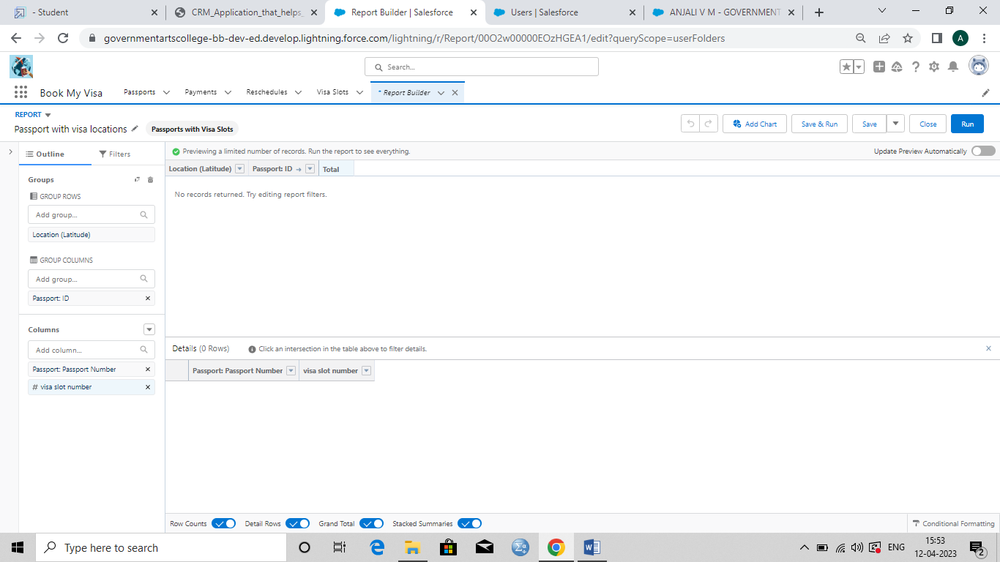 - Student
CRM_Application_that_helps_
Report Builder | Salesforce
Users | Salesforce
ANJALI V M - GOVERNMENT
governmentartscollege-bb-dev-ed.develop.lightning.force.com/lightning/r/Report/00O2w00000EOzHGEA1/edit?queryScope=userFolders
A
Search...
Book My Visa
Passports
Payments
Reschedules
Visa Slots
* Report Builder
REPORT
Passport with visa locations
Passports with Visa Slots
Add Chart
Save & Run
Save
Close
Run
Outline
Filters
Previewing a limited number of records. Run the report to see everything.
Update Preview Automatically
Groups
GROUP ROWS
Add group...
Location (Latitude)
GROUP COLUMNS
Add group...
Passport: ID
Columns
Add column...
Passport: Passport Number
# visa slot number
Location (Latitude)
Passport: ID
Total
No records returned. Try editing report filters.
Details (0 Rows)
Click an intersection in the table above to filter details.
Passport: Passport Number
visa slot number
Row Counts
Detail Rows
Grand Total
Stacked Summaries
Conditional Formatting
Type here to search
ENG
15:53
12-04-2023
2